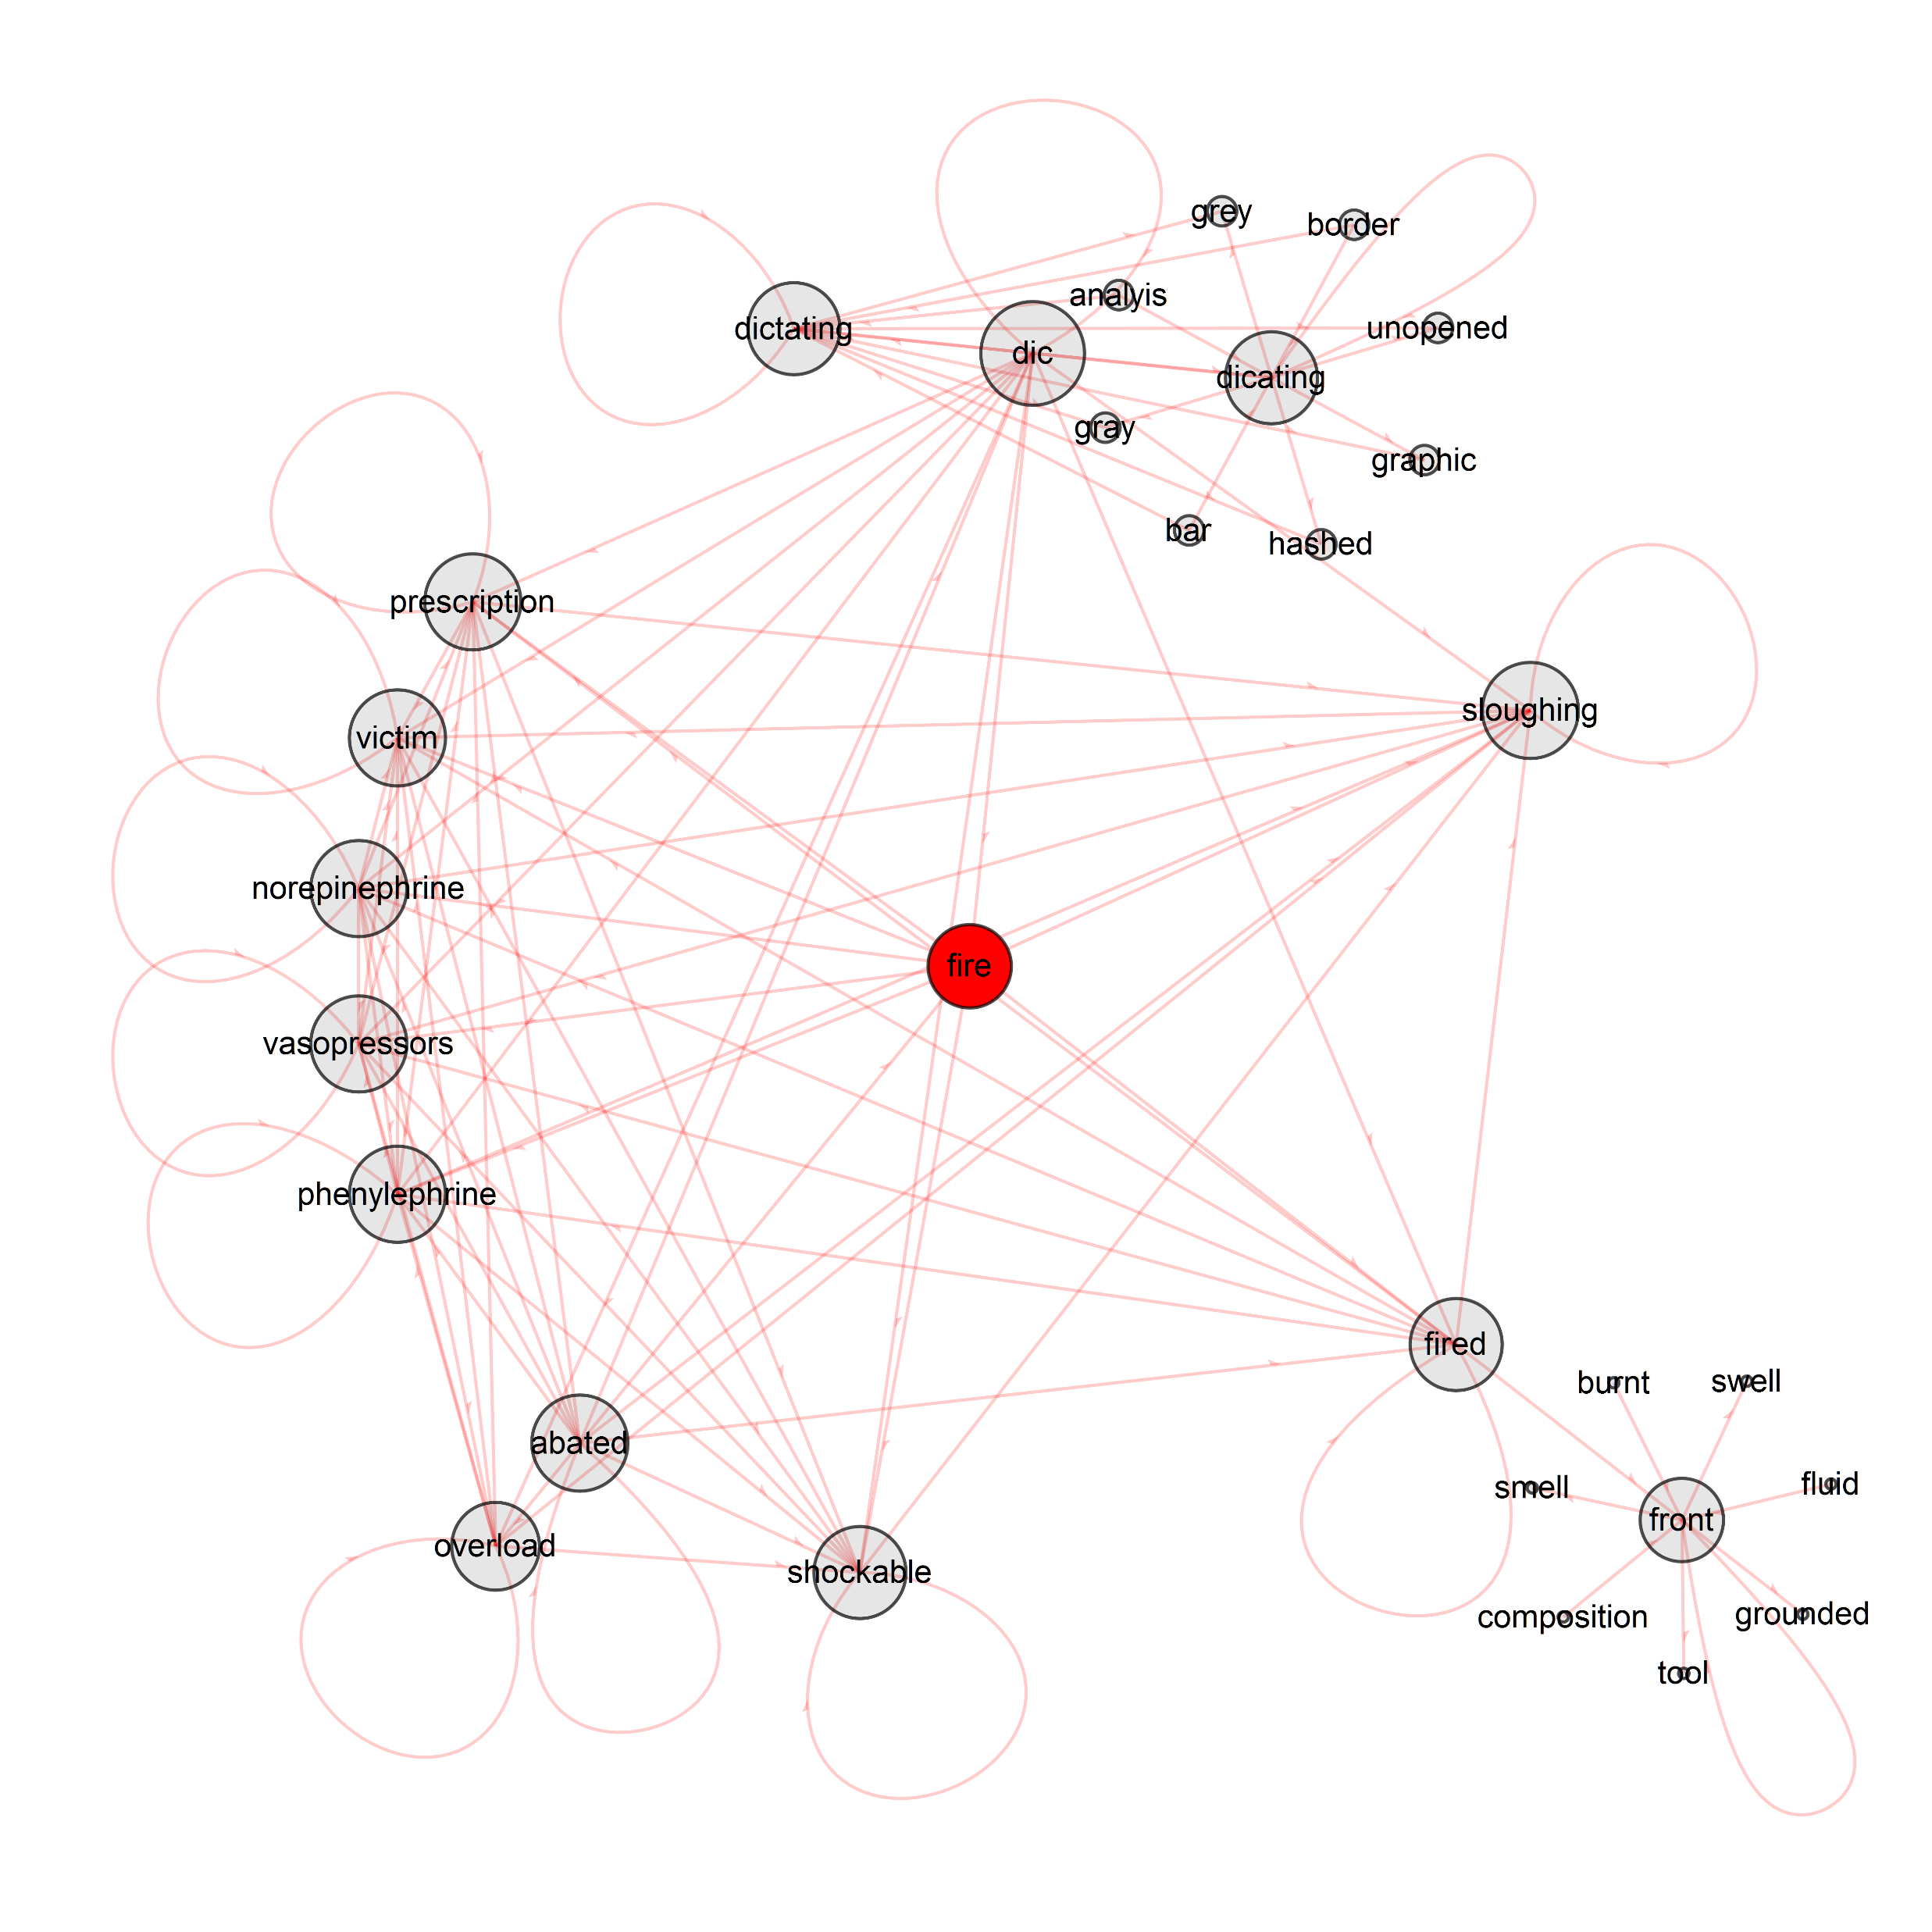 grey
border
analyis
unopened
dictating
dic
dicating
gray
graphic
bar
hashed
prescription
sloughing
victim
norepinephrine
fire
vasopressors
phenylephrine
fired
burnt
swell
abated
smell
fluid
front
overload
shockable
composition
grounded
tool